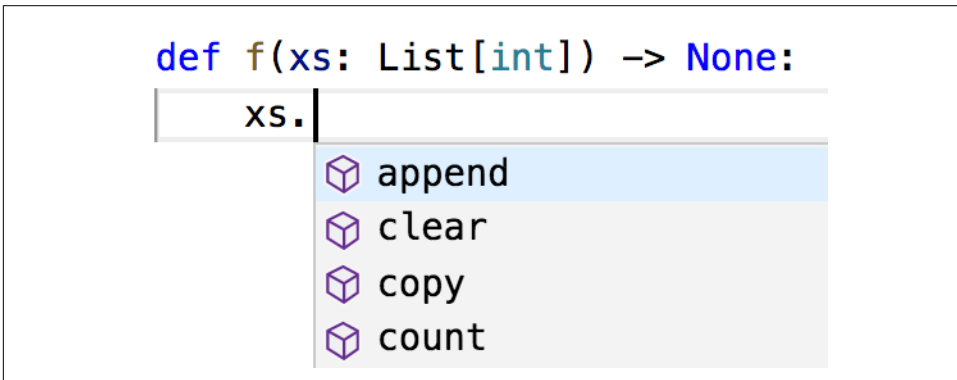 def f(xs: List[int]) -> None:
xs.
append
clear
copy
count